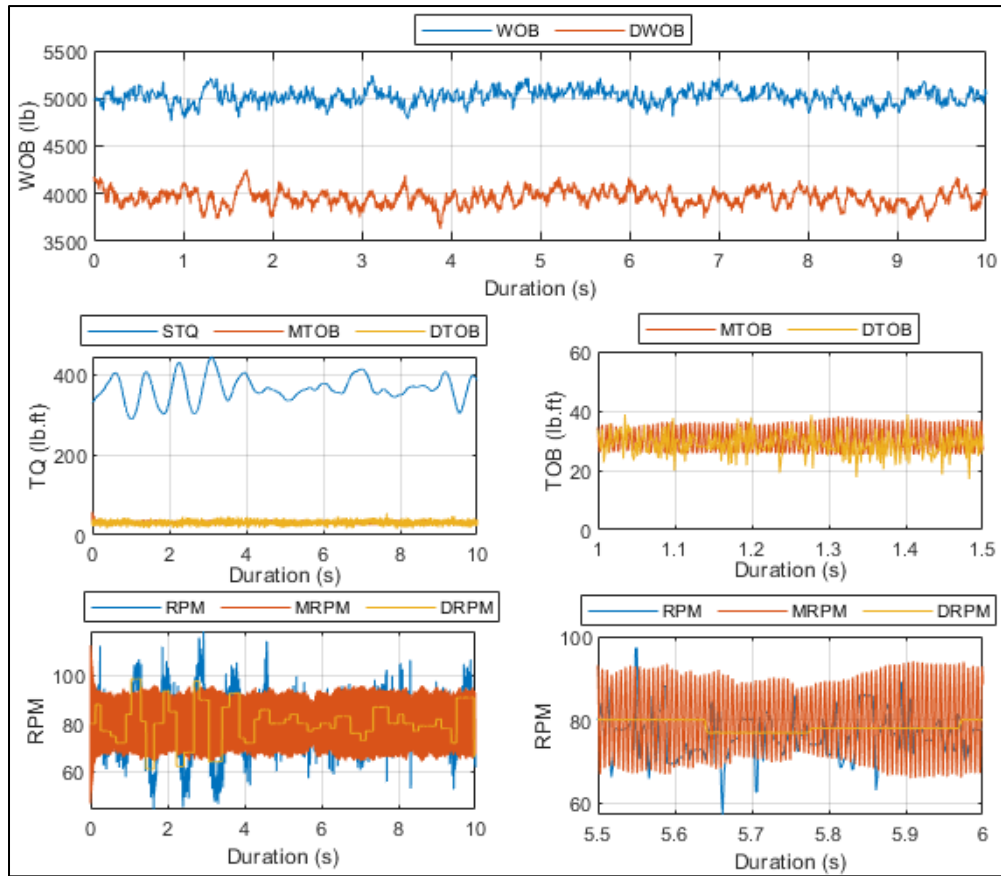 WOB DWOB
5500
5000
4500
4000
3500
WOB (lb)
0 1 2 3 4 5 6 7 8 9 10
Duration (s)
STQ MTOB DTOB
400
200
0
TQ (lb.ft)
0 2 4 6 8 10
Duration (s)
MTOB DTOB
60
40
20
0
TOB (lb.ft)
1 1.1 1.2 1.3 1.4 1.5
Duration (s)
RPM MRPM DRPM
100
80
60
RPM
0 2 4 6 8 10
Duration (s)
RPM MRPM DRPM
100
80
60
RPM
5.5 5.6 5.7 5.8 5.9 6
Duration (s)